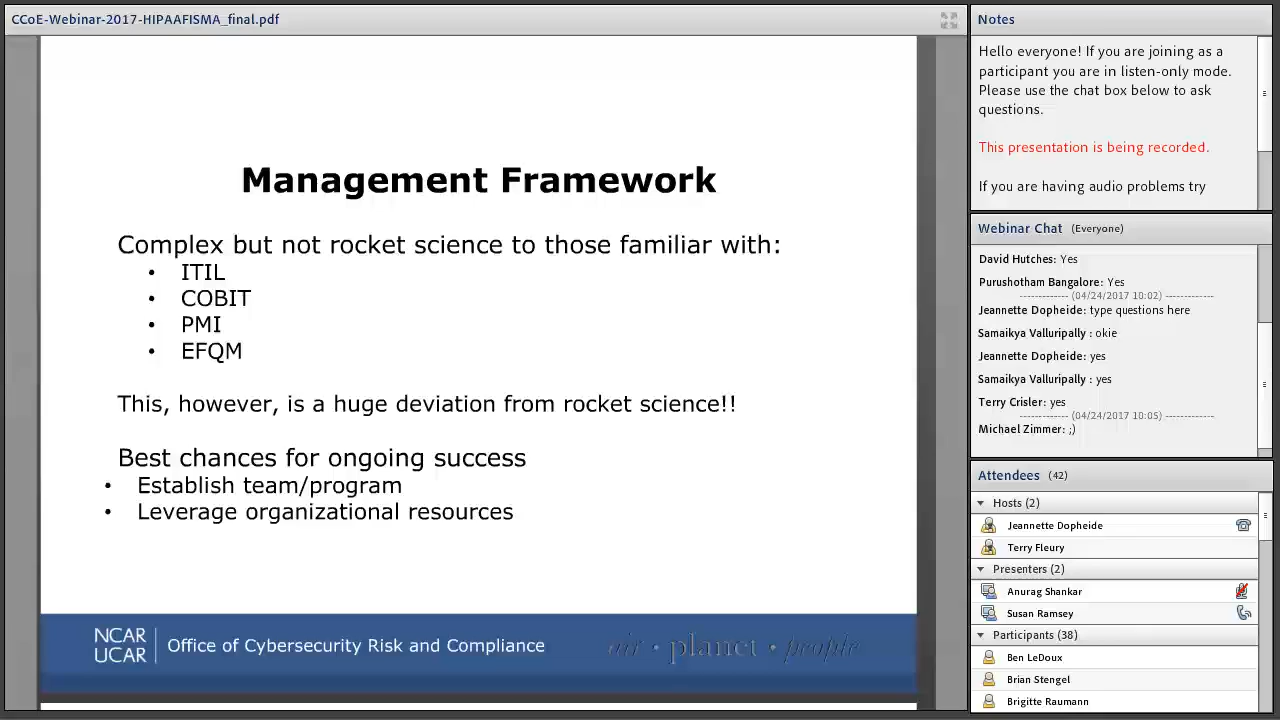 CCoE-Webinar-2017-HIPAAFISMA_final.pdf
Management Framework
Complex but not rocket science to those familiar with:
• ITIL
• COBIT
• PMI
• EFQM
This, however, is a huge deviation from rocket science!!
Best chances for ongoing success
• Establish team/program
• Leverage organizational resources
NCAR
UCAR
Office of Cybersecurity Risk and Compliance
air • planet • people
Notes
Hello everyone! If you are joining as a
participant you are in listen-only mode.
Please use the chat box below to ask
questions.
This presentation is being recorded.
If you are having audio problems try
Webinar Chat (Everyone)
David Hutches: Yes
Purushotham Bangalore: Yes
------------ (04/24/2017 10:02) ------------
Jeannette Dopheide: type questions here
Samaikya Valluripally : okie
Jeannette Dopheide: yes
Samaikya Valluripally : yes
Terry Crisler: yes
------------ (04/24/2017 10:05) ------------
Michael Zimmer: ;)
Attendees (42)
Hosts (2)
Jeannette Dopheide
Terry Fleury
Presenters (2)
Anurag Shankar
Susan Ramsey
Participants (38)
Ben LeDoux
Brian Stengel
Brigitte Raumann